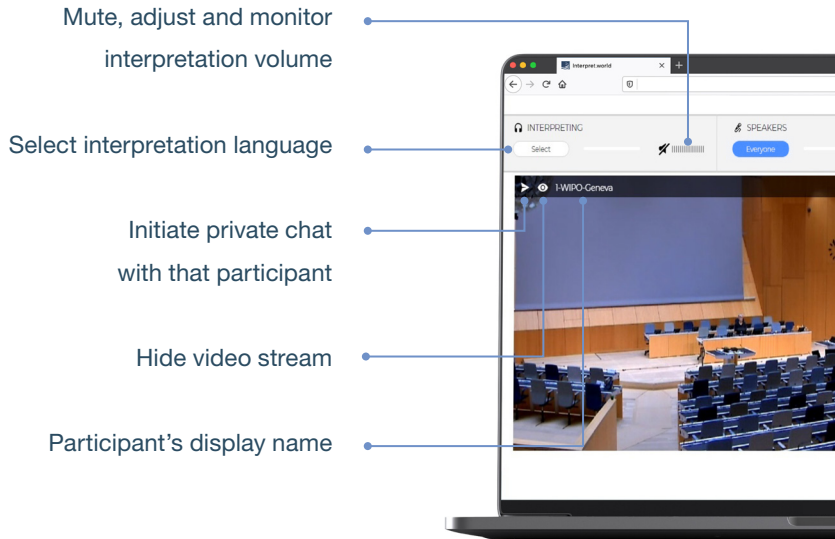 Mute, adjust and monitor
interpretation volume
Select interpretation language
Initiate private chat
with that participant
Hide video stream
Participant's display name
interpret.world
INTERPRETING
Select
SPEAKERS
Everyone
1-WIPO-Geneva